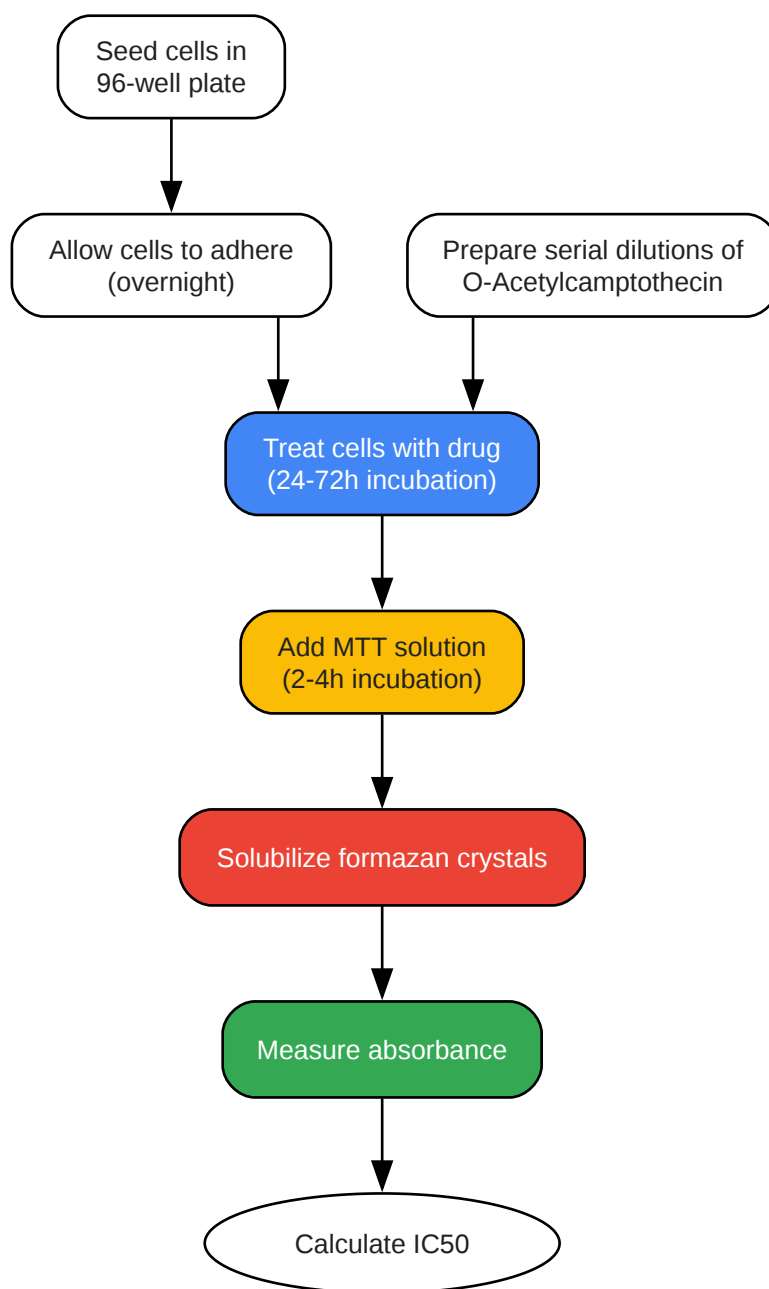 Seed cells in
96-well plate
Allow cells to adhere
(overnight)
Prepare serial dilutions of
O-Acetylcamptothecin
Treat cells with drug
(24-72h incubation)
Add MTT solution
(2-4h incubation)
Solubilize formazan crystals
Measure absorbance
Calculate IC50